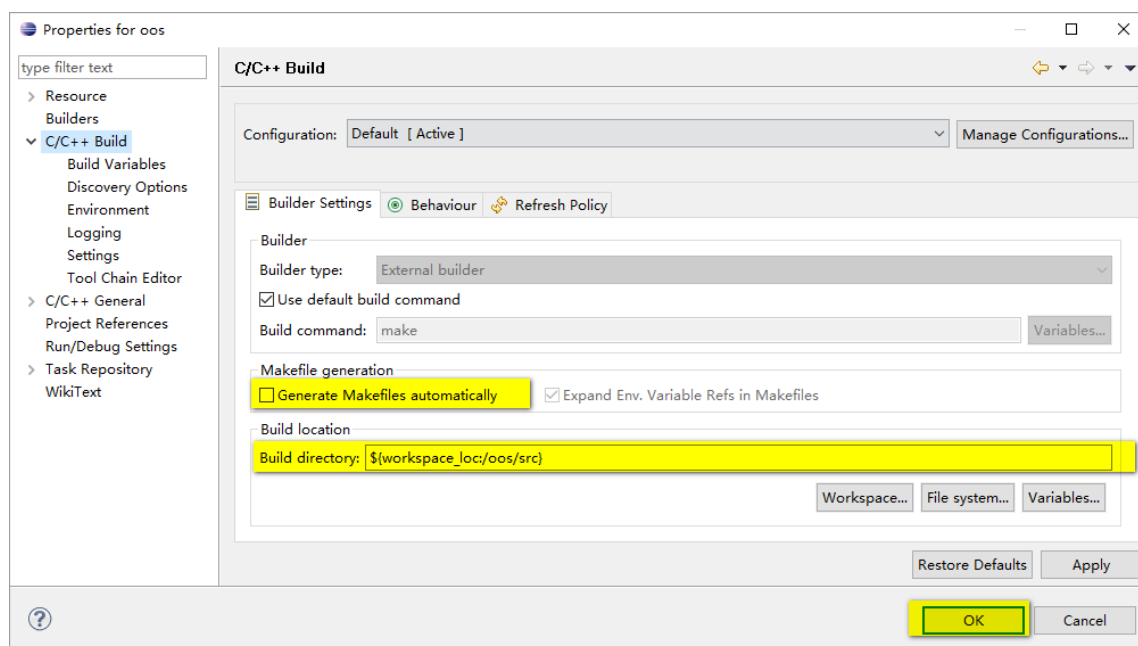 Properties for oos
type filter text
C/C++ Build
Resource
Builders
C/C++ Build
Build Variables
Discovery Options
Environment
Logging
Settings
Tool Chain Editor
C/C++ General
Project References
Run/Debug Settings
Task Repository
WikiText
Configuration: Default [ Active ] Manage Configurations...
Builder Settings Behaviour Refresh Policy
Builder
Builder type: External builder
Use default build command
Build command: make Variables...
Makefile generation
Generate Makefiles automatically Expand Env. Variable Refs in Makefiles
Build location
Build directory: ${workspace_loc:/oos/src}
Workspace... File system... Variables...
Restore Defaults Apply
? OK Cancel